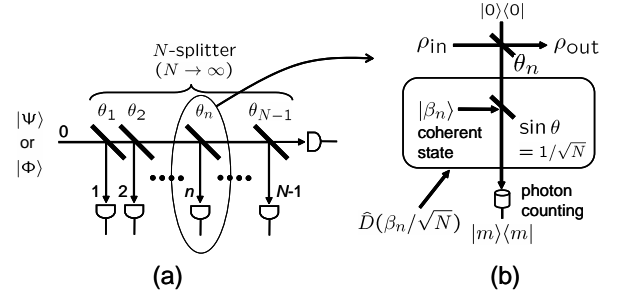 N-splitter
(N → ∞)
θ₁ θ₂ θₙ θ_{N−1}
|Ψ⟩
or
|Φ⟩
0
1 2 n N-1
(a)
|0⟩⟨0|
ρin ρout
θₙ
|βₙ⟩
coherent
state
sin θ
= 1/√N
D̂(βₙ/√N)
photon
counting
|m⟩⟨m|
(b)